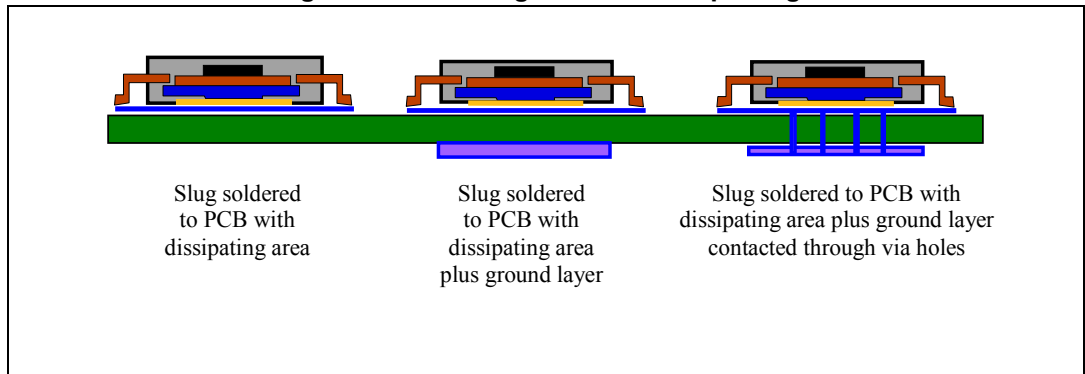 Slug soldered
to PCB with
dissipating area
Slug soldered
to PCB with
dissipating area
plus ground layer
Slug soldered to PCB with
dissipating area plus ground layer
contacted through via holes